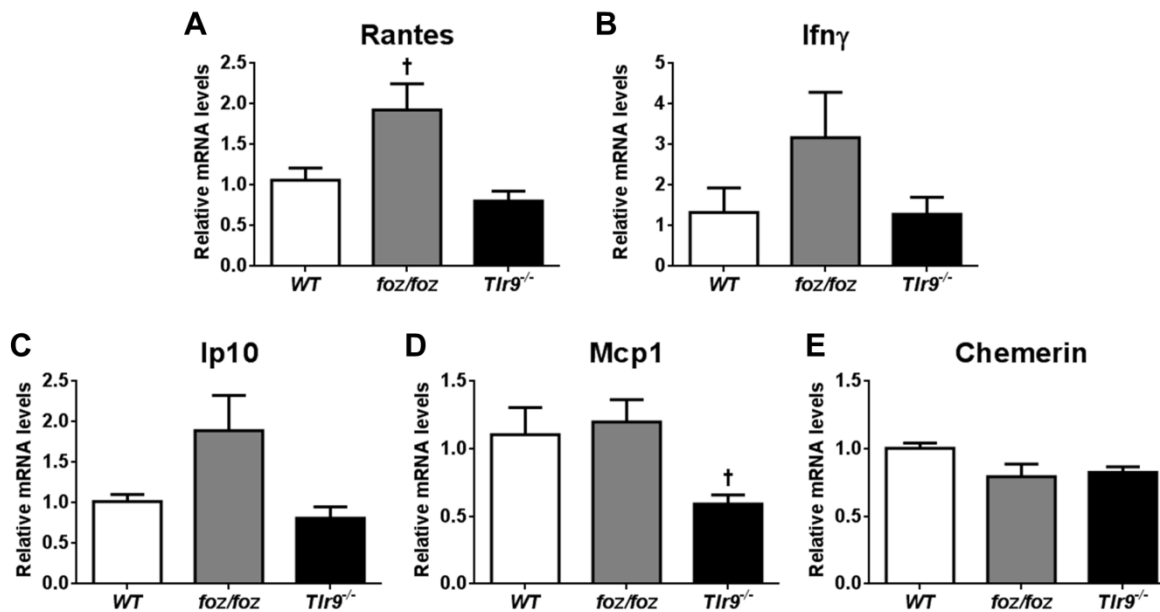 A
Rantes
Relative mRNA levels
2.5
2.0
1.5
1.0
0.5
0.0
†
WT
foz/foz
Tlr9-/-
B
Ifnγ
Relative mRNA levels
5
4
3
2
1
0
WT
foz/foz
Tlr9-/-
C
Ip10
Relative mRNA levels
2.5
2.0
1.5
1.0
0.5
0.0
WT
foz/foz
Tlr9-/-
D
Mcp1
Relative mRNA levels
1.5
1.0
0.5
0.0
†
WT
foz/foz
Tlr9-/-
E
Chemerin
Relative mRNA levels
1.5
1.0
0.5
0.0
WT
foz/foz
Tlr9-/-